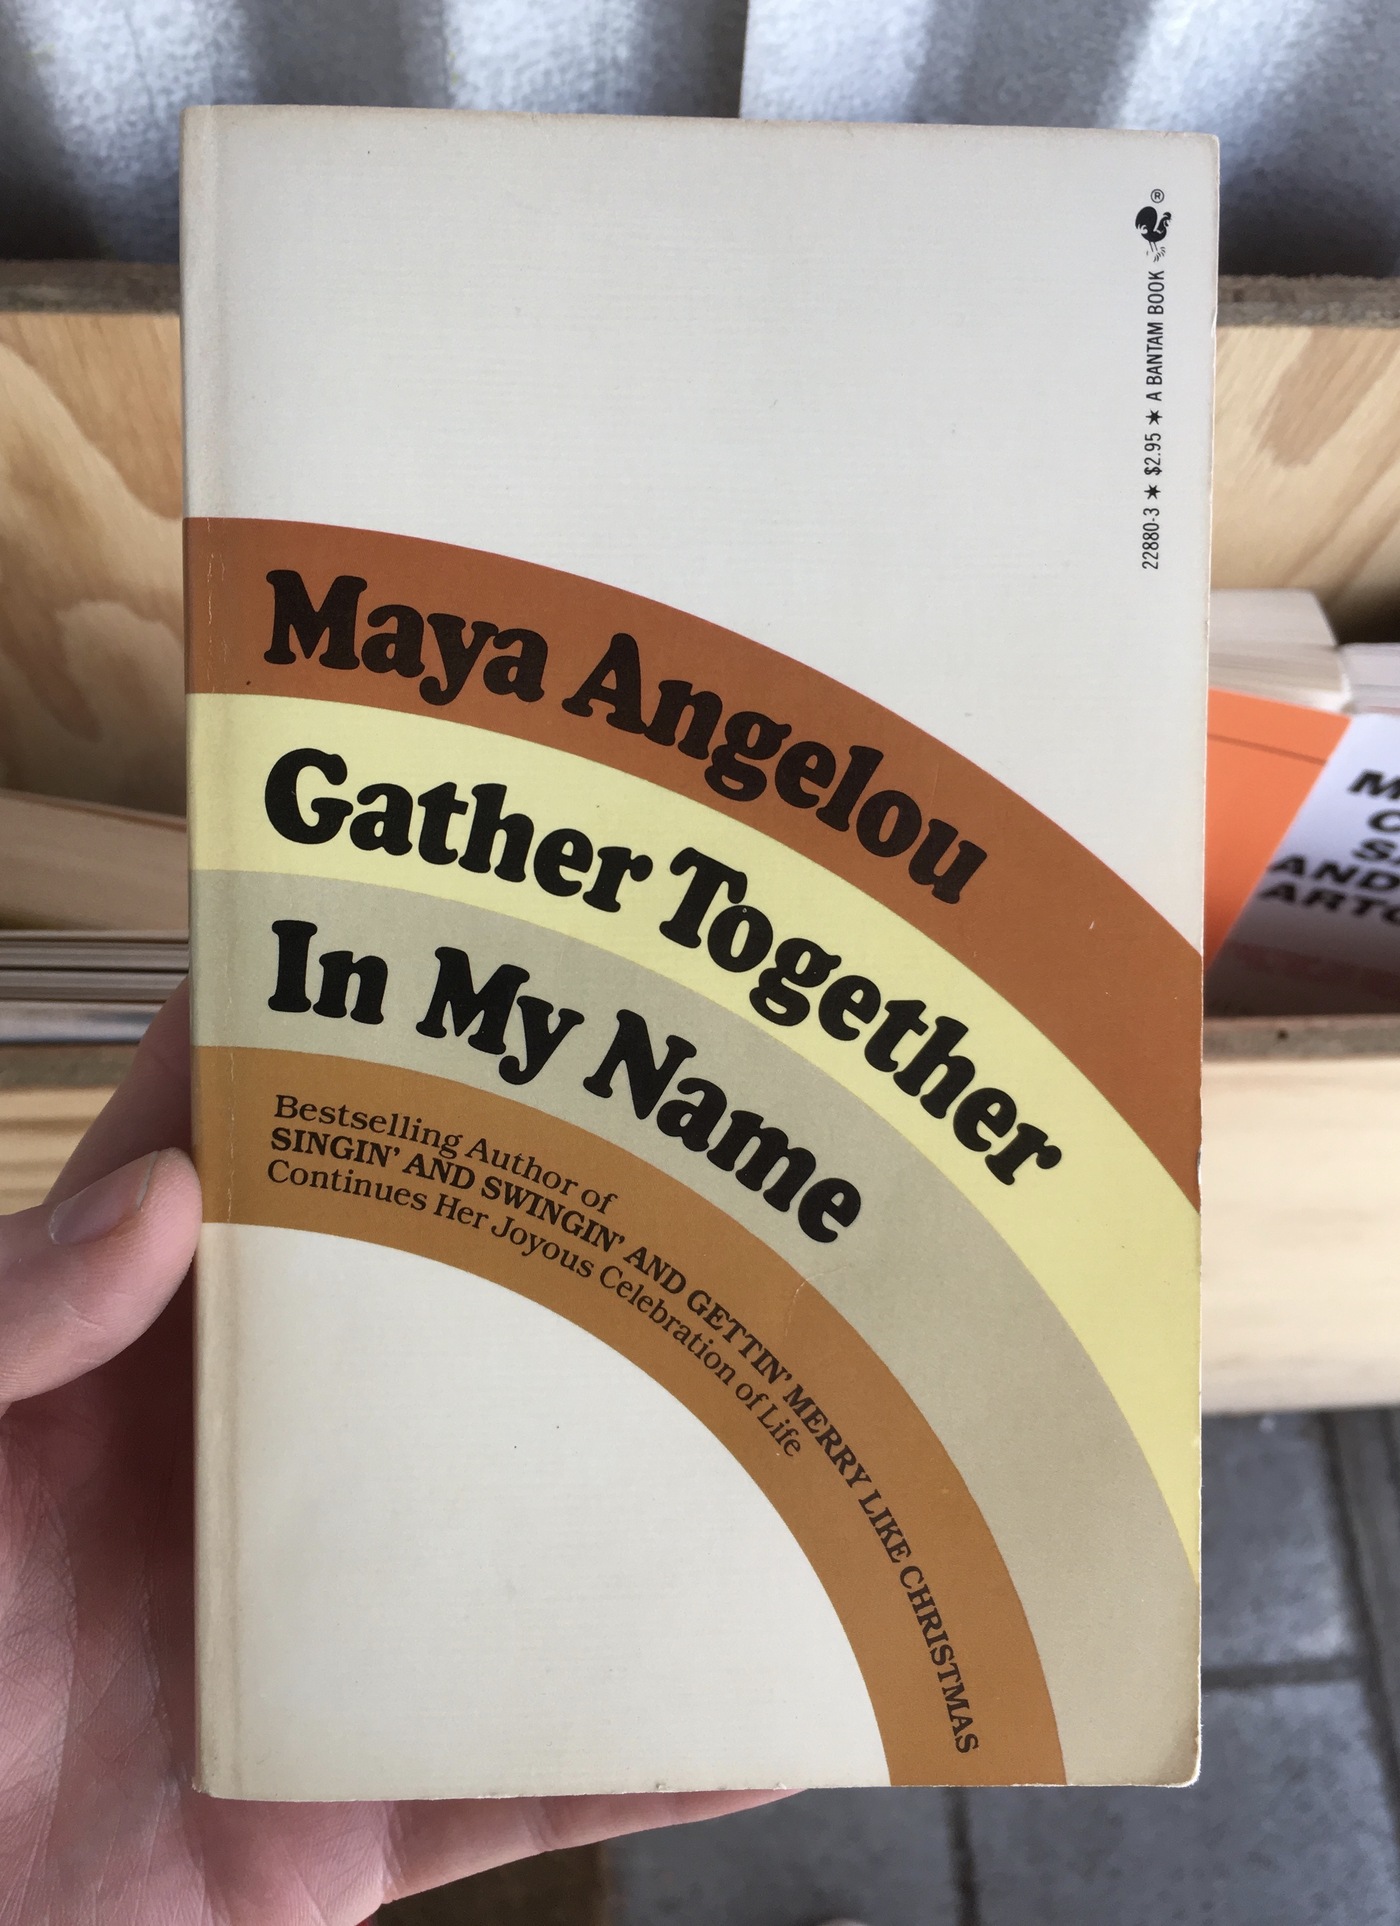 ®
22880-3 ★ $2.95 ★ A BANTAM BOOK
Maya Angelou
Gather Together
In My Name
Bestselling Author of
SINGIN' AND SWINGIN' AND GETTIN' MERRY LIKE CHRISTMAS
Continues Her Joyous Celebration of Life
AND